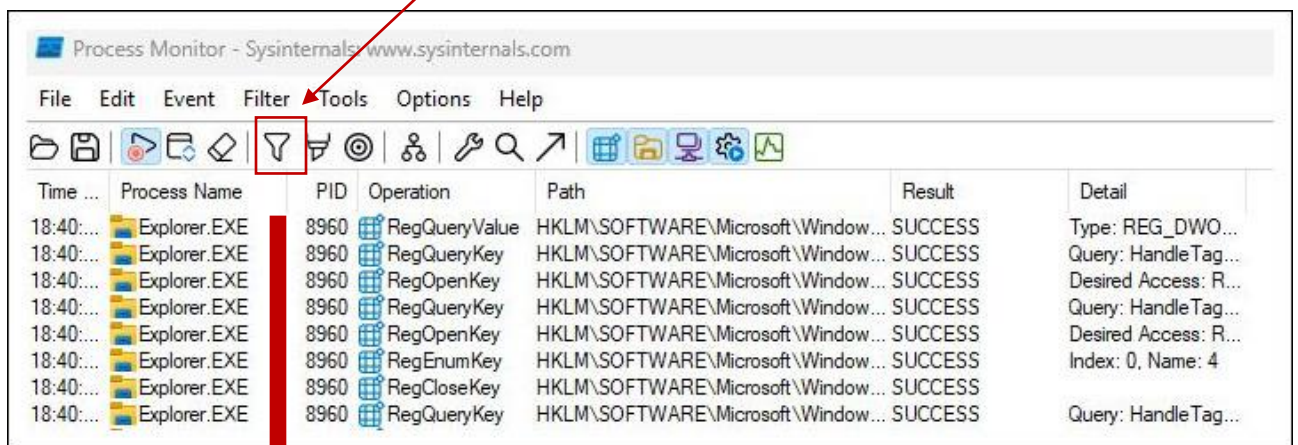 Process Monitor - Sysinternals: www.sysinternals.com
File Edit Event Filter Tools Options Help
Time ... Process Name PID Operation Path Result Detail
18:40:... Explorer.EXE 8960 RegQueryValue HKLM\SOFTWARE\Microsoft\Window... SUCCESS Type: REG_DWO...
18:40:... Explorer.EXE 8960 RegQueryKey HKLM\SOFTWARE\Microsoft\Window... SUCCESS Query: HandleTag...
18:40:... Explorer.EXE 8960 RegOpenKey HKLM\SOFTWARE\Microsoft\Window... SUCCESS Desired Access: R...
18:40:... Explorer.EXE 8960 RegQueryKey HKLM\SOFTWARE\Microsoft\Window... SUCCESS Query: HandleTag...
18:40:... Explorer.EXE 8960 RegOpenKey HKLM\SOFTWARE\Microsoft\Window... SUCCESS Desired Access: R...
18:40:... Explorer.EXE 8960 RegEnumKey HKLM\SOFTWARE\Microsoft\Window... SUCCESS Index: 0, Name: 4
18:40:... Explorer.EXE 8960 RegCloseKey HKLM\SOFTWARE\Microsoft\Window... SUCCESS
18:40:... Explorer.EXE 8960 RegQueryKey HKLM\SOFTWARE\Microsoft\Window... SUCCESS Query: HandleTag...